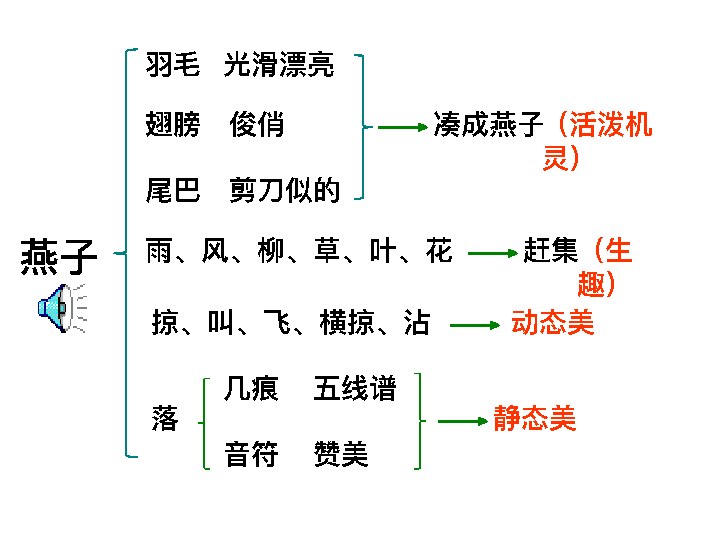 羽毛 光滑漂亮
翅膀 俊俏
凑成燕子（活泼机
灵）
尾巴 剪刀似的
燕子
雨、风、柳、草、叶、花
赶集（生
趣）
掠、叫、飞、横掠、沾
动态美
落
几痕 五线谱
音符 赞美
静态美